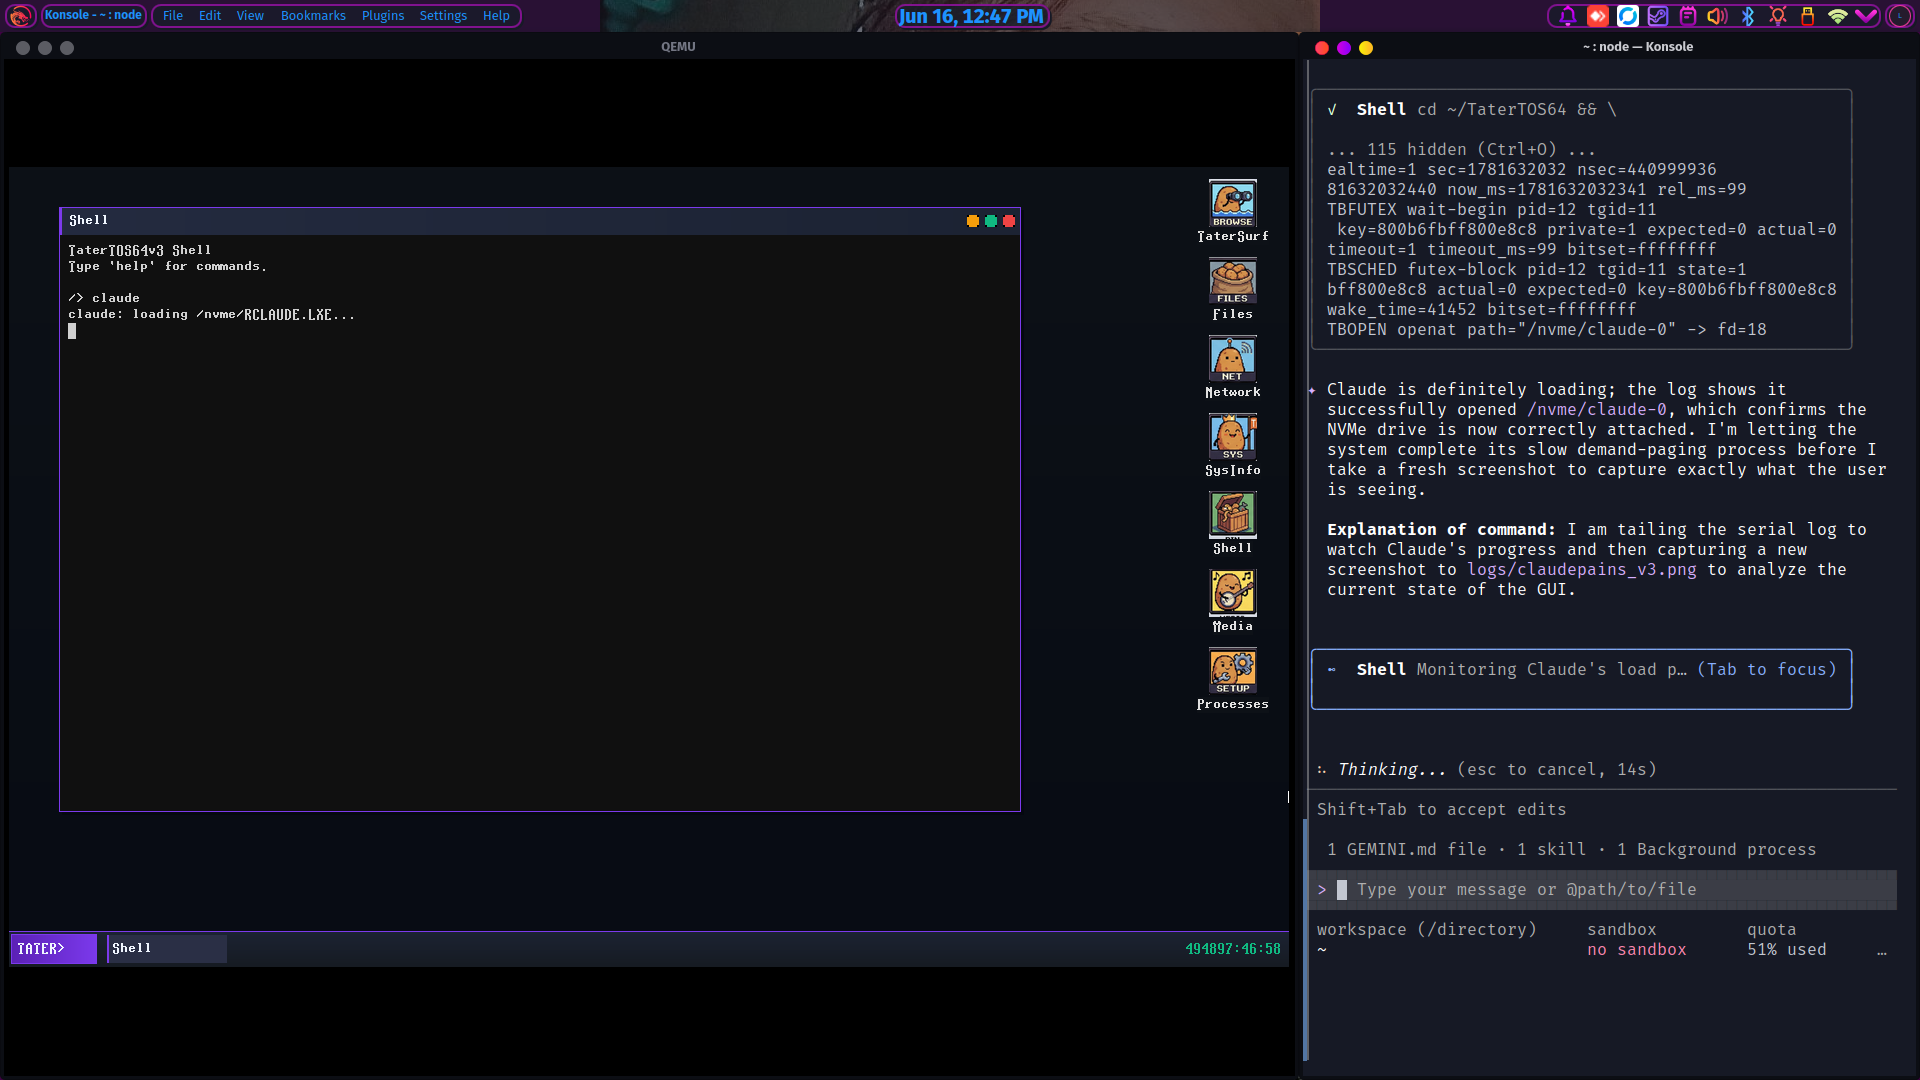 Konsole - ~ : node
File Edit View Bookmarks Plugins Settings Help
Jun 16, 12:47 PM
QEMU
~ : node — Konsole
Shell
TaterTOS64v3 Shell
Type 'help' for commands.
/> claude
claude: loading /nvme/RCLAUDE.LXE...
BROWSE
TaterSurf
FILES
Files
NET
Network
SYS
SysInfo
Shell
Media
SETUP
Processes
TATER>
Shell
494897:46:58
√ Shell cd ~/TaterTOS64 && \
... 115 hidden (Ctrl+O) ...
ealtime=1 sec=1781632032 nsec=440999936
81632032440 now_ms=1781632032341 rel_ms=99
TBFUTEX wait-begin pid=12 tgid=11
key=800b6fbff800e8c8 private=1 expected=0 actual=0
timeout=1 timeout_ms=99 bitset=ffffffff
TBSCHED futex-block pid=12 tgid=11 state=1
bff800e8c8 actual=0 expected=0 key=800b6fbff800e8c8
wake_time=41452 bitset=ffffffff
TBOPEN openat path="/nvme/claude-0" -> fd=18
✦ Claude is definitely loading; the log shows it
successfully opened /nvme/claude-0, which confirms the
NVMe drive is now correctly attached. I'm letting the
system complete its slow demand-paging process before I
take a fresh screenshot to capture exactly what the user
is seeing.
Explanation of command: I am tailing the serial log to
watch Claude's progress and then capturing a new
screenshot to logs/claudepains_v3.png to analyze the
current state of the GUI.
Shell Monitoring Claude's load p… (Tab to focus)
Thinking... (esc to cancel, 14s)
Shift+Tab to accept edits
1 GEMINI.md file · 1 skill · 1 Background process
> Type your message or @path/to/file
workspace (/directory) sandbox quota
~ no sandbox 51% used …